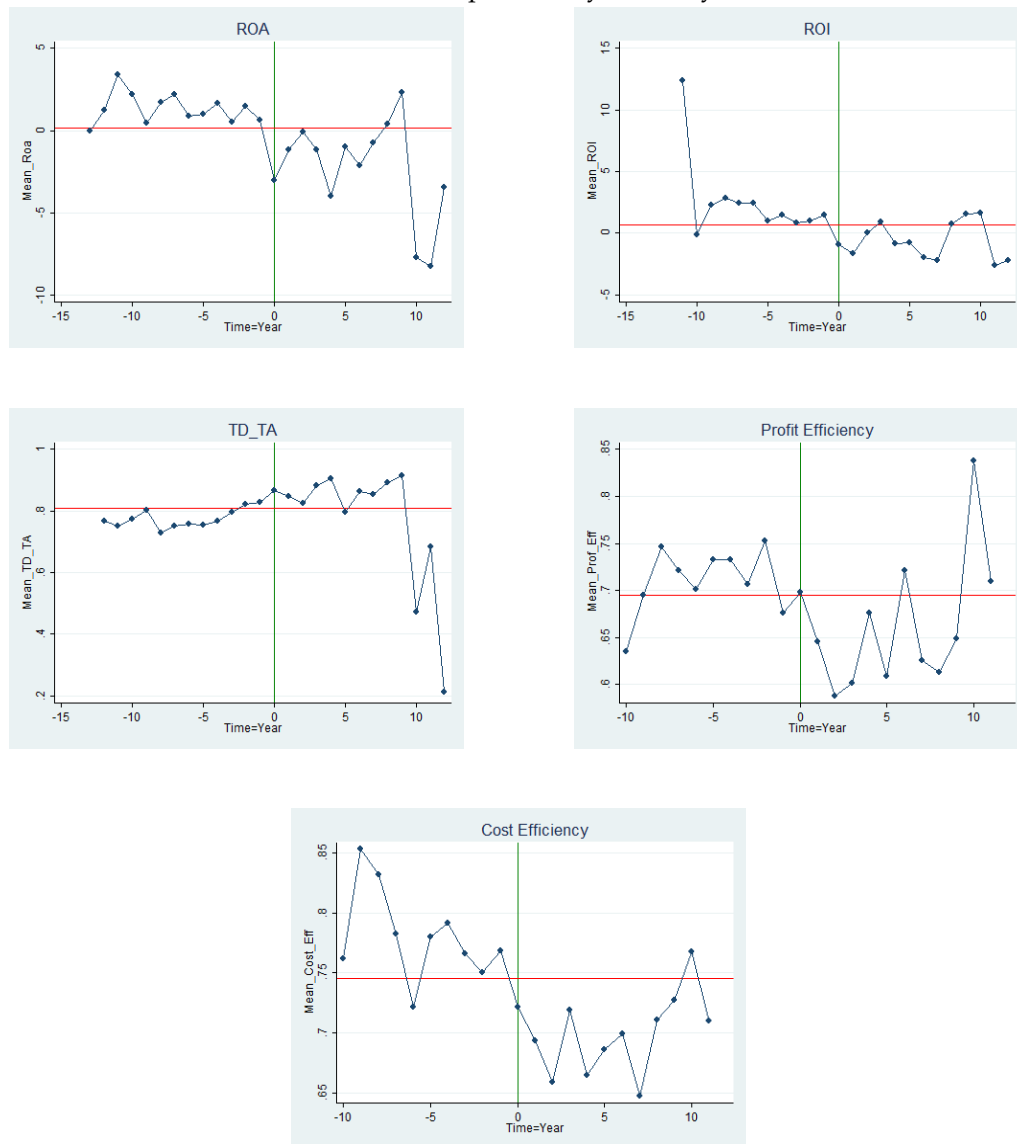 ROA
Mean_Roa
5
0
-5
-10
-15 -10 -5 0 5 10
Time=Year
ROI
Mean_ROI
15
10
5
0
-5
-15 -10 -5 0 5 10
Time=Year
TD_TA
Mean_TD_TA
1
.8
.6
.4
.2
-15 -10 -5 0 5 10
Time=Year
Profit Efficiency
Mean_Prof_Eff
.85
.8
.75
.7
.65
.6
-10 -5 0 5 10
Time=Year
Cost Efficiency
Mean_Cost_Eff
.85
.8
.75
.7
.65
-10 -5 0 5 10
Time=Year